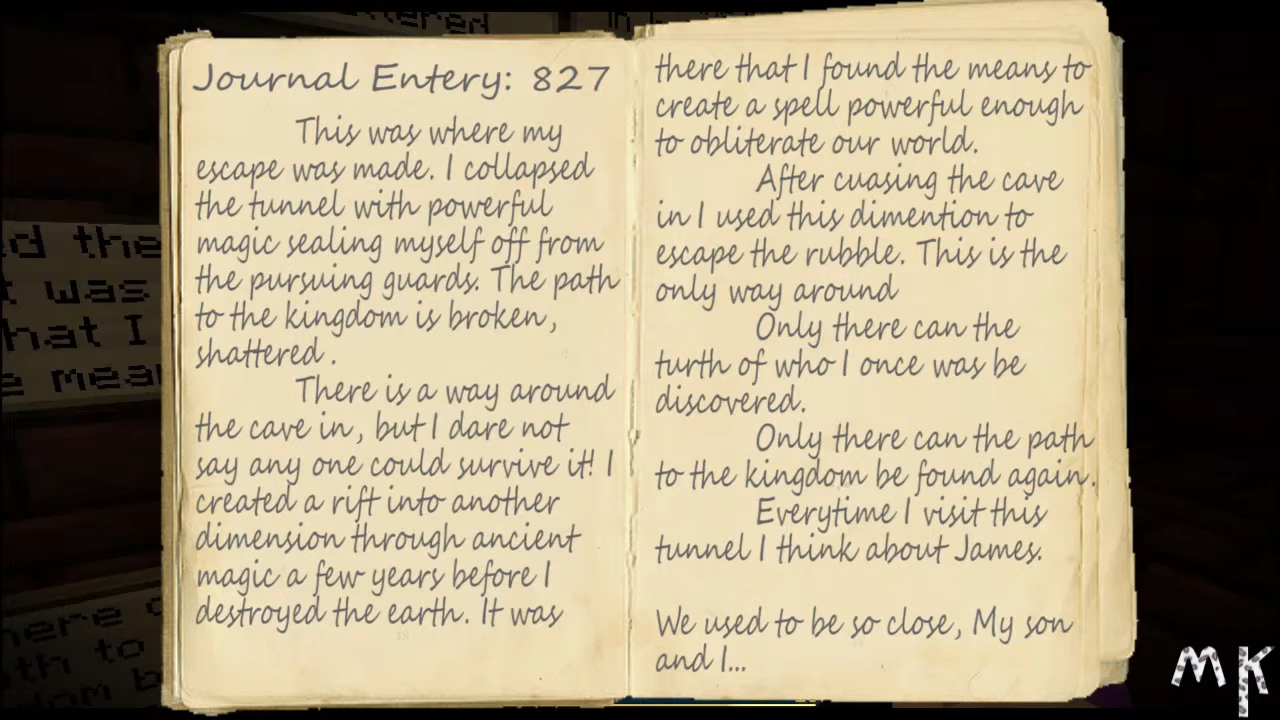 Journal Entery: 827
This was where my
escape was made. I collapsed
the tunnel with powerful
magic sealing myself off from
the pursuing guards. The path
to the kingdom is broken,
shattered.
There is a way around
the cave in, but I dare not
say any one could survive it! I
created a rift into another
dimension through ancient
magic a few years before I
destroyed the earth. It was
there that I found the means to
create a spell powerful enough
to obliterate our world.
After cuasing the cave
in I used this dimention to
escape the rubble. This is the
only way around
Only there can the
turth of who I once was be
discovered.
Only there can the path
to the kingdom be found again.
Everytime I visit this
tunnel I think about James.
We used to be so close, My son
and I...
ed the
t was
hat I
e mean
MK